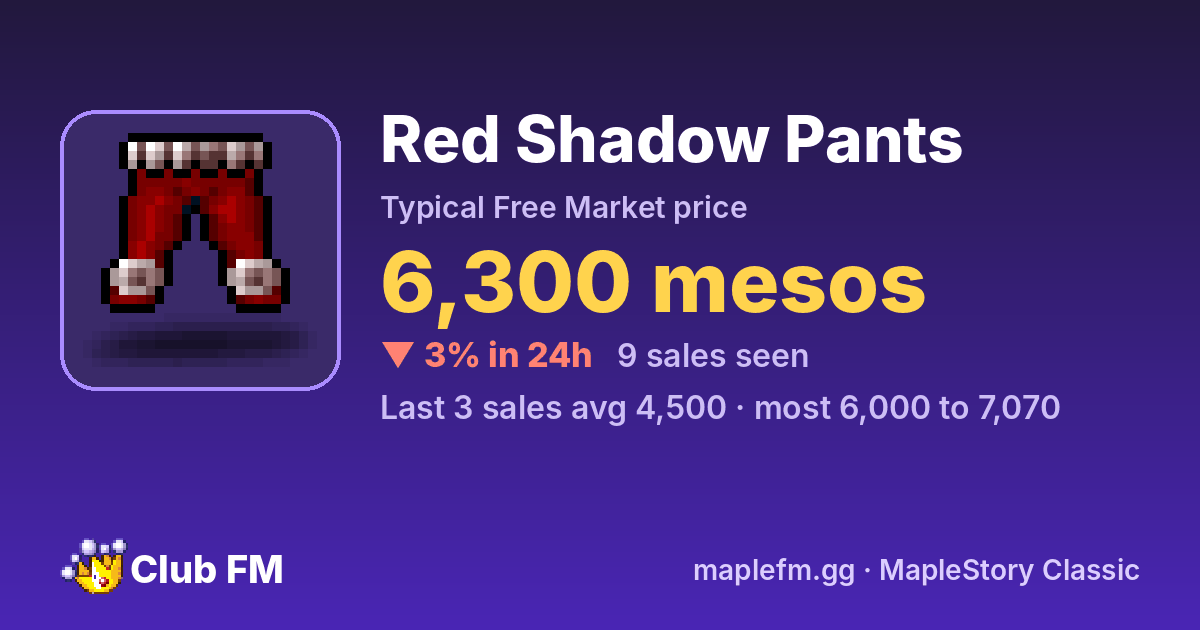 Red Shadow Pants
Typical Free Market price
6,300 mesos
▼ 3% in 24h 9 sales seen
Last 3 sales avg 4,500 · most 6,000 to 7,070
Club FM
maplefm.gg · MapleStory Classic